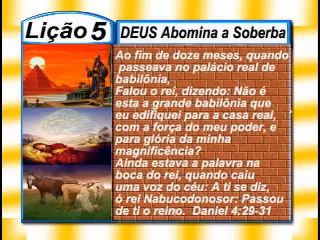 Lição 5
DEUS Abomina a Soberba
Ao fim de doze meses, quando
passeava no palácio real de
babilônia,
Falou o rei, dizendo: Não é
esta a grande babilônia que
eu edifiquei para a casa real,
com a força do meu poder, e
para glória da minha
magnificência?
Ainda estava a palavra na
boca do rei, quando caiu
uma voz do céu: A ti se diz,
ó rei Nabucodonosor: Passou
de ti o reino.  Daniel 4:29-31